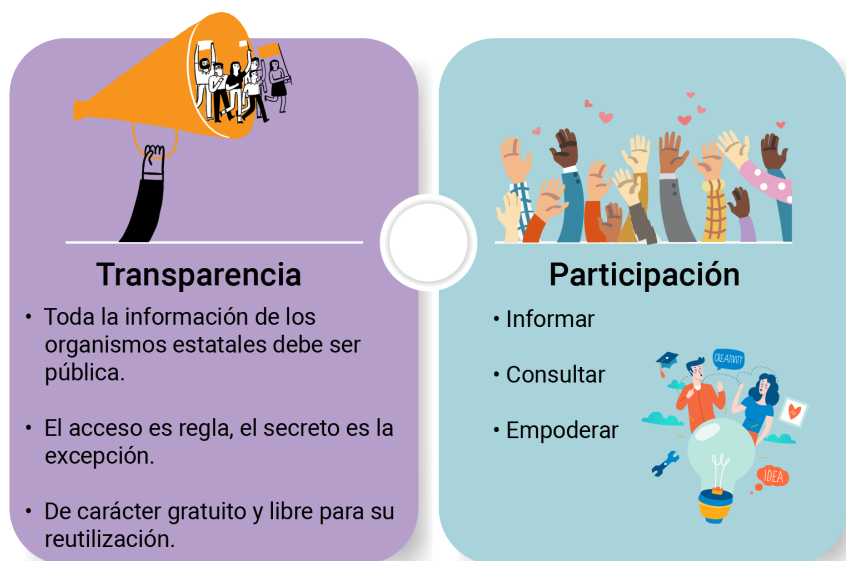 Transparencia
• Toda la información de los
organismos estatales debe ser
pública.
• El acceso es regla, el secreto es la
excepción.
• De carácter gratuito y libre para su
reutilización.
Participación
• Informar
• Consultar
• Empoderar
CREATIVITY
IDEA